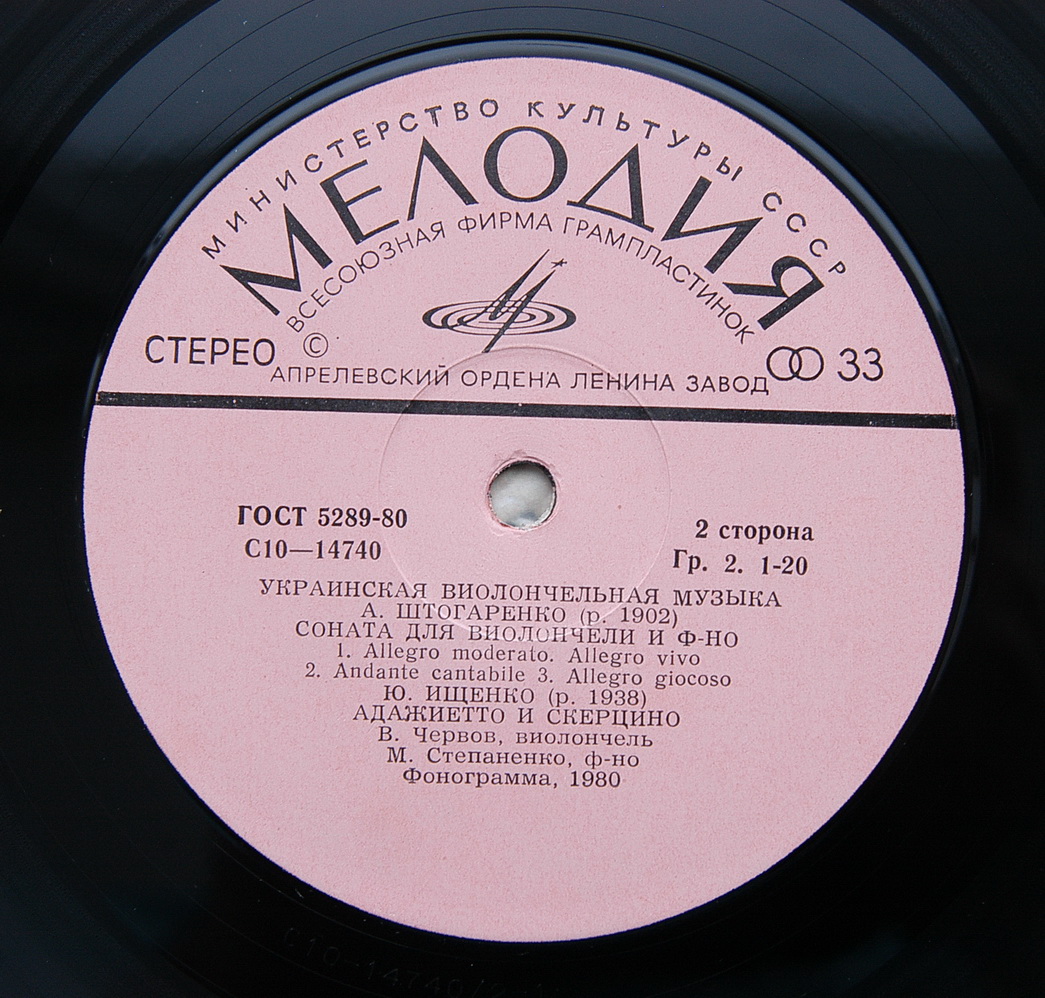 МИНИСТЕРСТВО КУЛЬТУРЫ СССР
МЕЛОДИЯ
ВСЕСОЮЗНАЯ ФИРМА ГРАМПЛАСТИНОК
СТЕРЕО
©
33
АПРЕЛЕВСКИЙ ОРДЕНА ЛЕНИНА ЗАВОД
ГОСТ 5289-80
С10—14740
2 сторона
Гр. 2. 1-20
УКРАИНСКАЯ ВИОЛОНЧЕЛЬНАЯ МУЗЫКА
А. ШТОГАРЕНКО (р. 1902)
СОНАТА ДЛЯ ВИОЛОНЧЕЛИ И Ф-НО
1. Allegro moderato. Allegro vivo
2. Andante cantabile 3. Allegro giocoso
Ю. ИЩЕНКО (р. 1938)
АДАЖИЕТТО И СКЕРЦИНО
В. Червов, виолончель
М. Степаненко, ф-но
Фонограмма, 1980